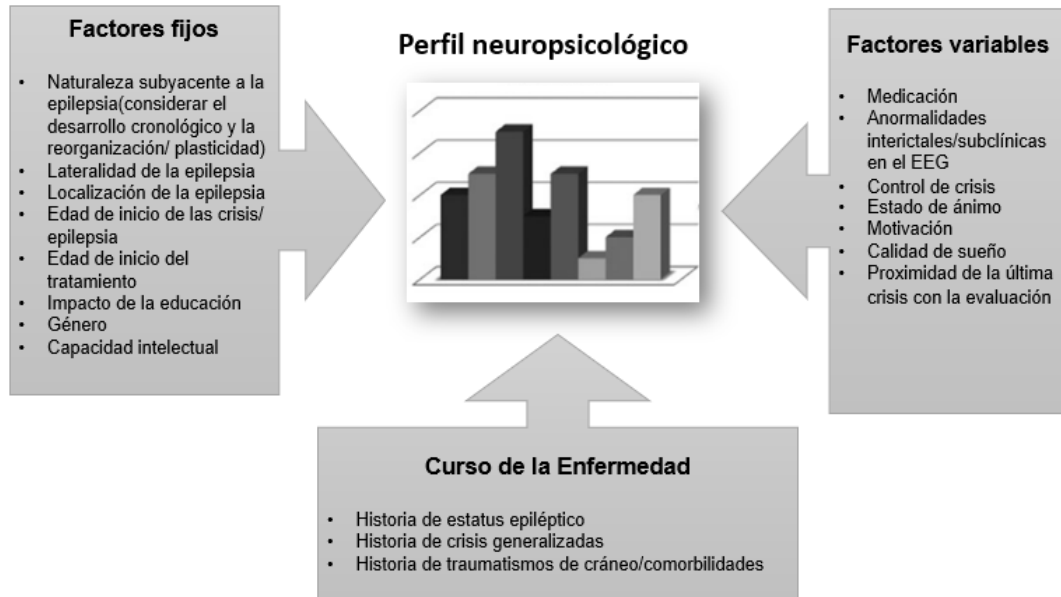 Factores fijos
Naturaleza subyacente a la
epilepsia(considerar el
desarrollo cronológico y la
reorganización/ plasticidad)
Lateralidad de la epilepsia
Localización de la epilepsia
Edad de inicio de las crisis/
epilepsia
Edad de inicio del
tratamiento
Impacto de la educación
Género
Capacidad intelectual
Perfil neuropsicológico
Factores variables
Medicación
Anormalidades
interictales/subclínicas
en el EEG
Control de crisis
Estado de ánimo
Motivación
Calidad de sueño
Proximidad de la última
crisis con la evaluación
Curso de la Enfermedad
Historia de estatus epiléptico
Historia de crisis generalizadas
Historia de traumatismos de cráneo/comorbilidades